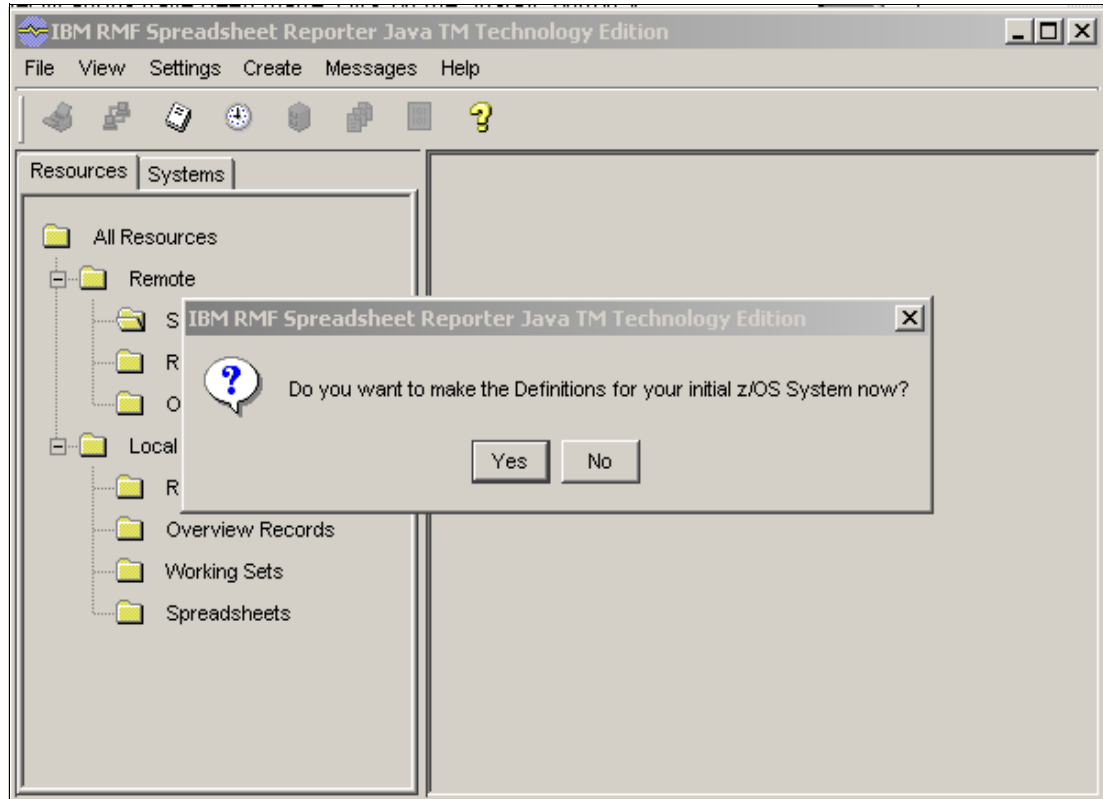 IBM RMF Spreadsheet Reporter Java TM Technology Edition
File View Settings Create Messages Help
Resources Systems
All Resources
Remote
S
R
O
IBM RMF Spreadsheet Reporter Java TM Technology Edition
Do you want to make the Definitions for your initial z/OS System now?
Yes No
Local
R
Overview Records
Working Sets
Spreadsheets